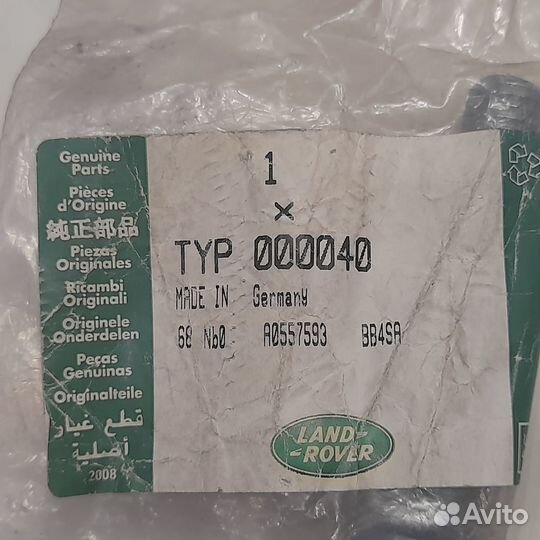 Genuine
Parts
Pièces
d'Origine
純正部品
Piezas
Originales
Ricambi
Originali
Originele
Onderdelen
Peças
Genuinas
Originalteile
قطع غيار
أصلية
2008
1
×
TYP 000040
MADE IN Germany
68 Nb0 A0557593 BB4SA
LAND-
-ROVER
Avito